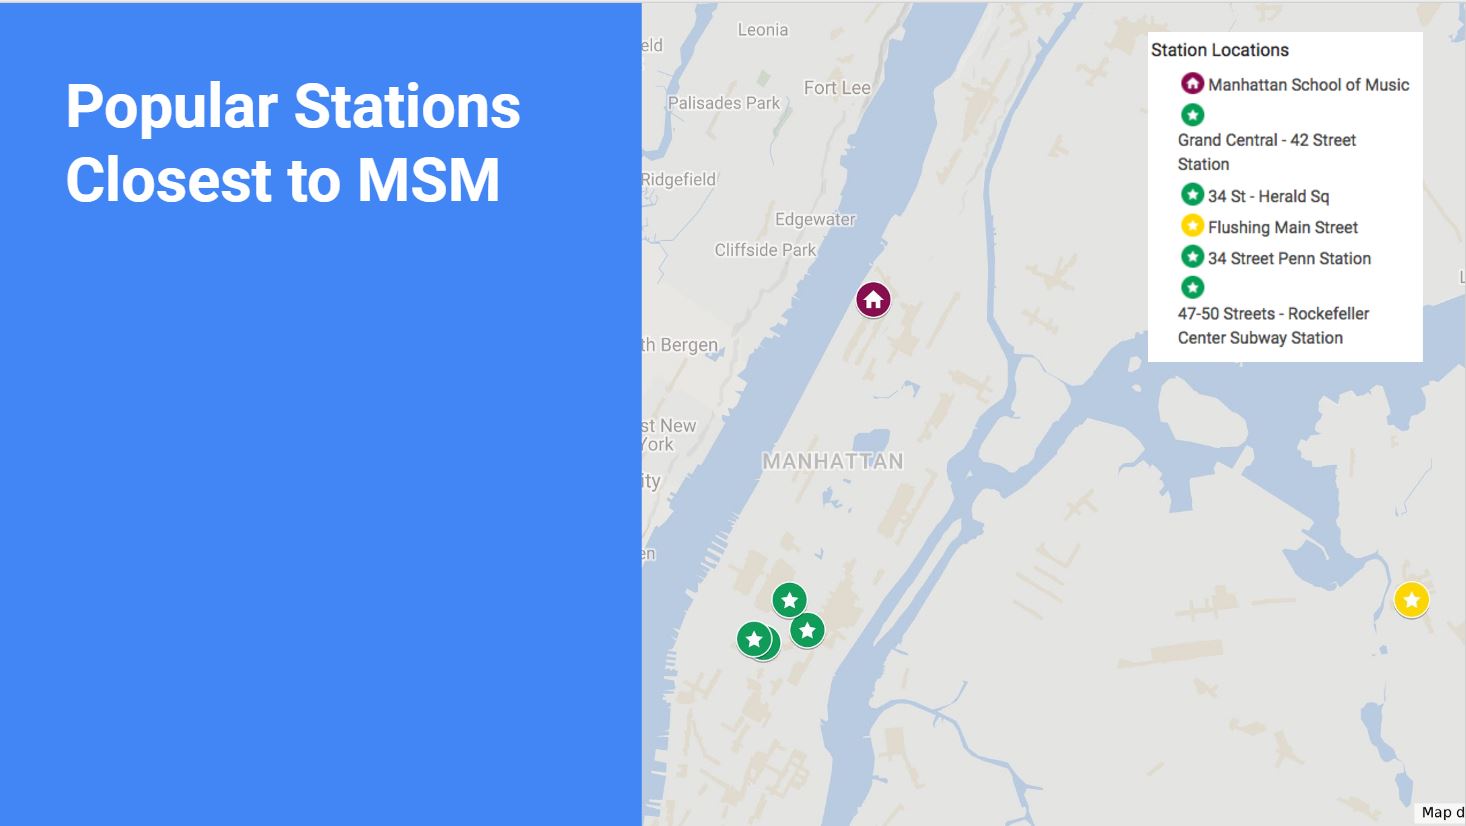 Popular Stations
Closest to MSM
Leonia
eld
Fort Lee
Palisades Park
Ridgefield
Edgewater
Cliffside Park
th Bergen
st New
York
MANHATTAN
ity
en
Station Locations
Manhattan School of Music
Grand Central - 42 Street
Station
34 St - Herald Sq
Flushing Main Street
34 Street Penn Station
47-50 Streets - Rockefeller
Center Subway Station
L
Map d